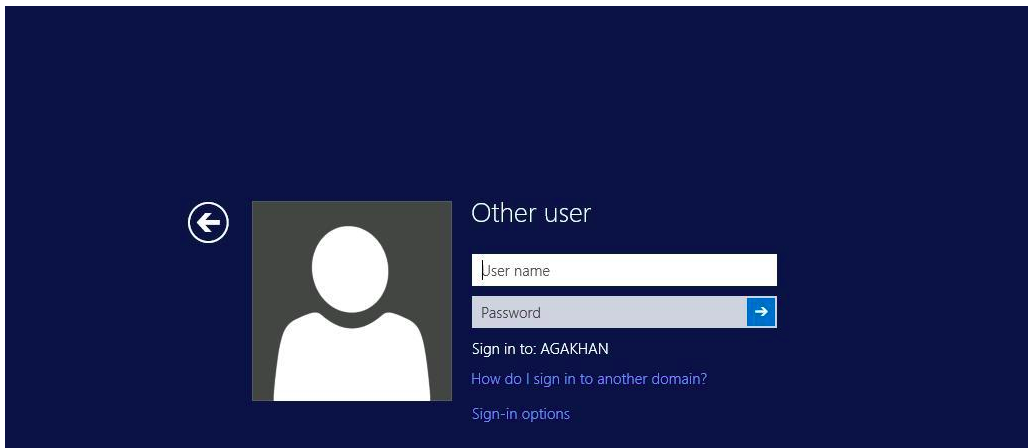 Other user
User name
Password
Sign in to: AGAKHAN
How do I sign in to another domain?
Sign-in options